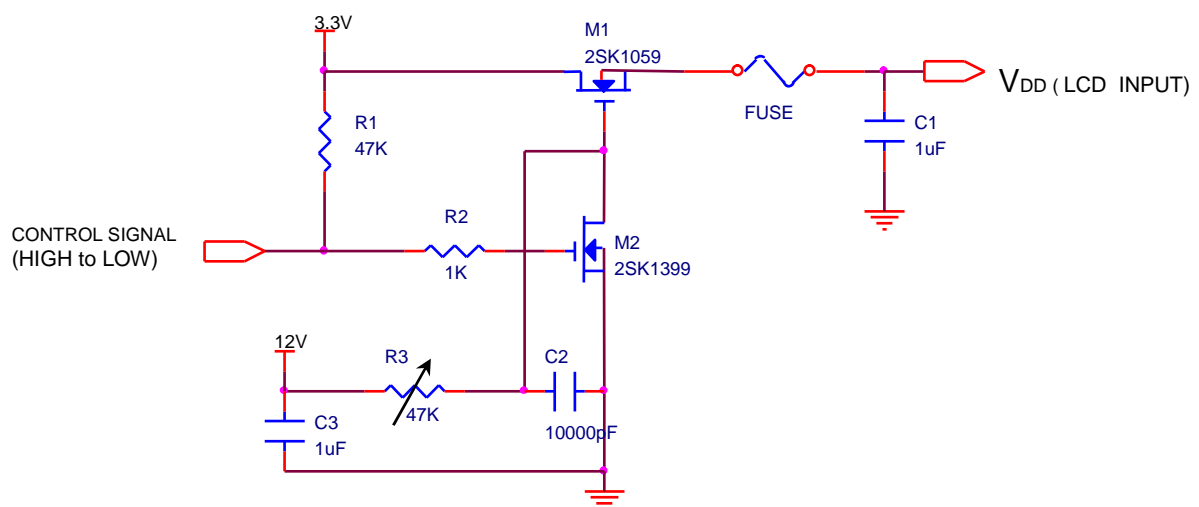 3.3V
M1
2SK1059
FUSE
VDD ( LCD INPUT)
R1
47K
C1
1uF
CONTROL SIGNAL
(HIGH to LOW)
R2
1K
M2
2SK1399
12V
R3
47K
C2
10000pF
C3
1uF